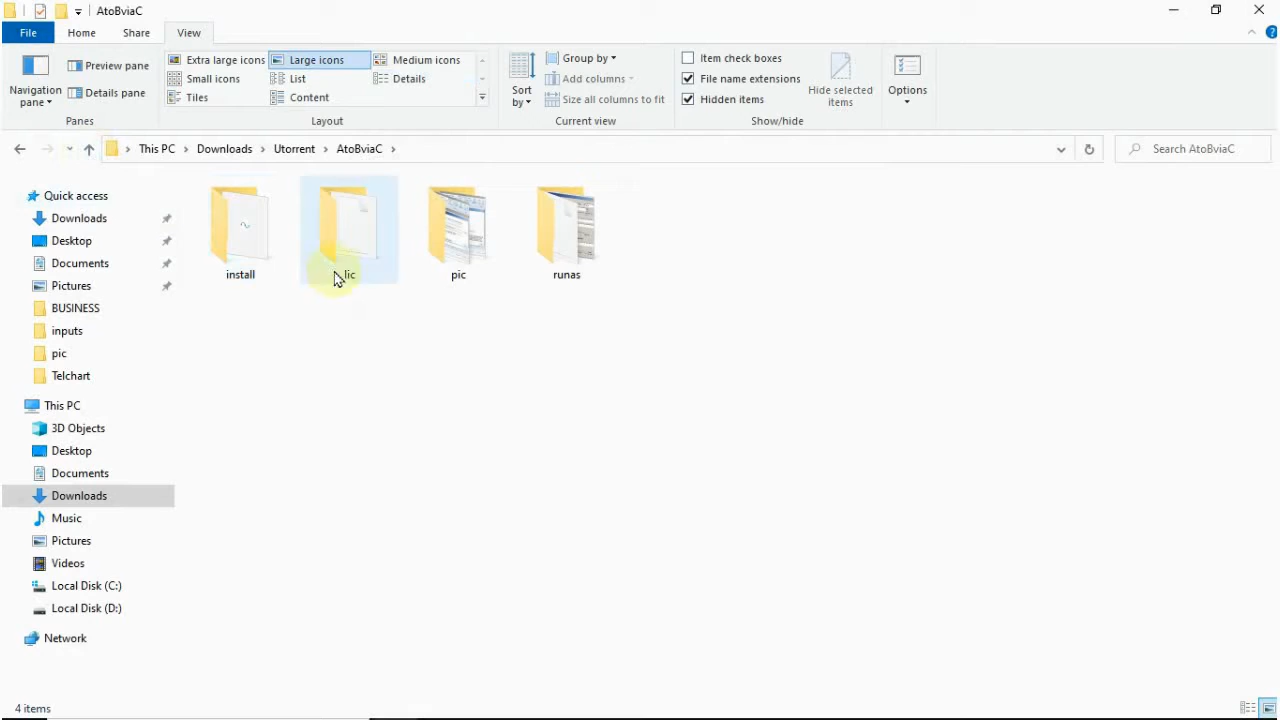 AtoBviaC
File Home Share View
Preview pane
Details pane
Navigation pane
Panes
Extra large icons Large icons Medium icons
Small icons List Details
Tiles Content
Layout
Sort by
Group by
Add columns
Size all columns to fit
Current view
Item check boxes
File name extensions
Hidden items
Hide selected items
Show/hide
Options
This PC > Downloads > Utorrent > AtoBviaC >
Search AtoBviaC
Quick access
Downloads
Desktop
Documents
Pictures
BUSINESS
inputs
pic
Telchart
This PC
3D Objects
Desktop
Documents
Downloads
Music
Pictures
Videos
Local Disk (C:)
Local Disk (D:)
Network
install lic pic runas
4 items